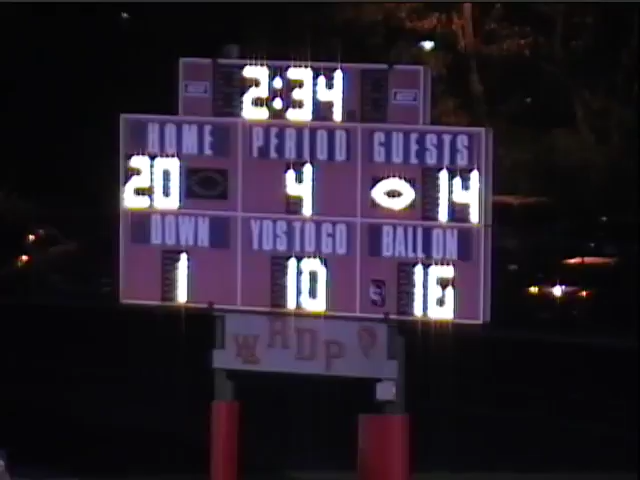 2:34
HOME PERIOD GUESTS
20 4 14
DOWN YDS TO GO BALL ON
1 10 16